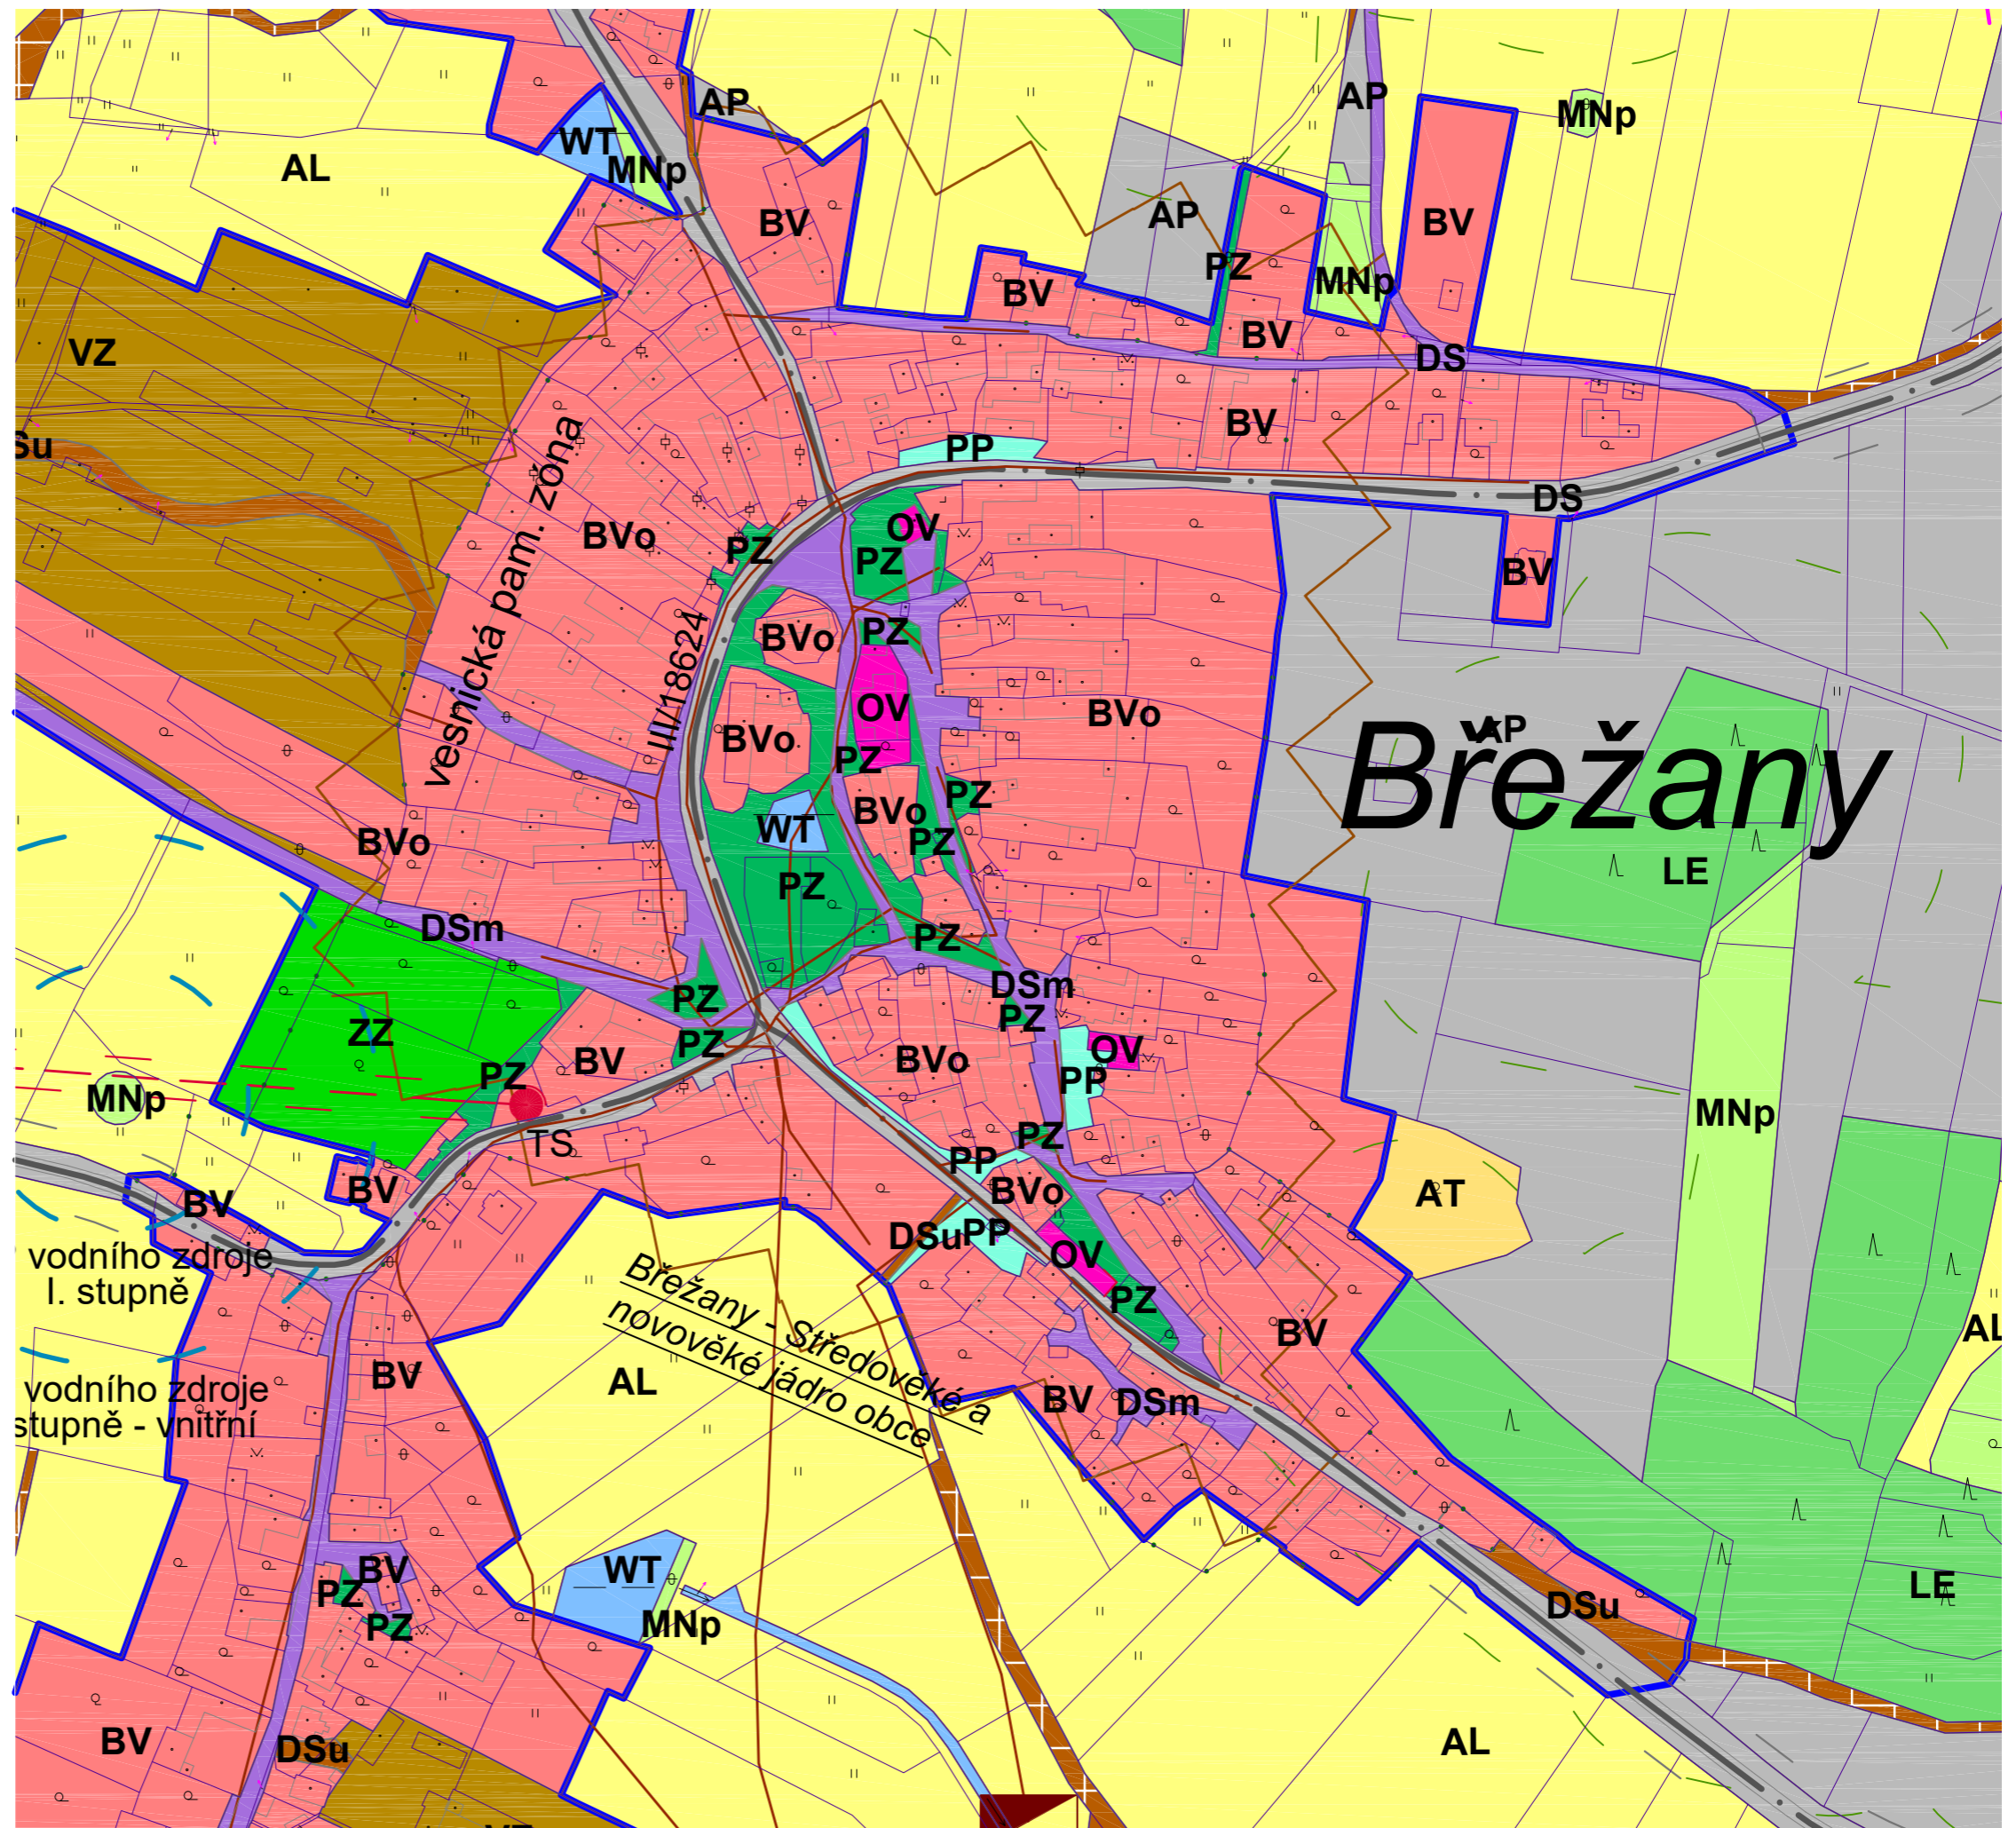 AP
AP
MNp
WT
MNp
AL
BV
AP
BV
PZ
MNp
BV
BV
DS
VZ
BV
Su
PP
DS
vesnická pam. zóna
BVo
PZ
OV
PZ
BV
III/18624
BVo
PZ
OV
BVo
AP
Břežany
BVo
PZ
PZ
BVo
WT
BVo
PZ
LE
PZ
DSm
PZ
DSm
PZ
PZ
ZZ
PZ
BV
BVo
OV
PZ
PP
MNp
MNp
TS
PZ
PP
BV
BV
BVo
AT
DSu
PP
OV
vodního zdroje
I. stupně
PZ
BV
AL
Břežany - Středověké a
novověké jádro obce
BV
AL
vodního zdroje
stupně - vnitřní
BV
DSm
WT
BV
PZ
PZ
MNp
DSu
LE
BV
DSu
AL